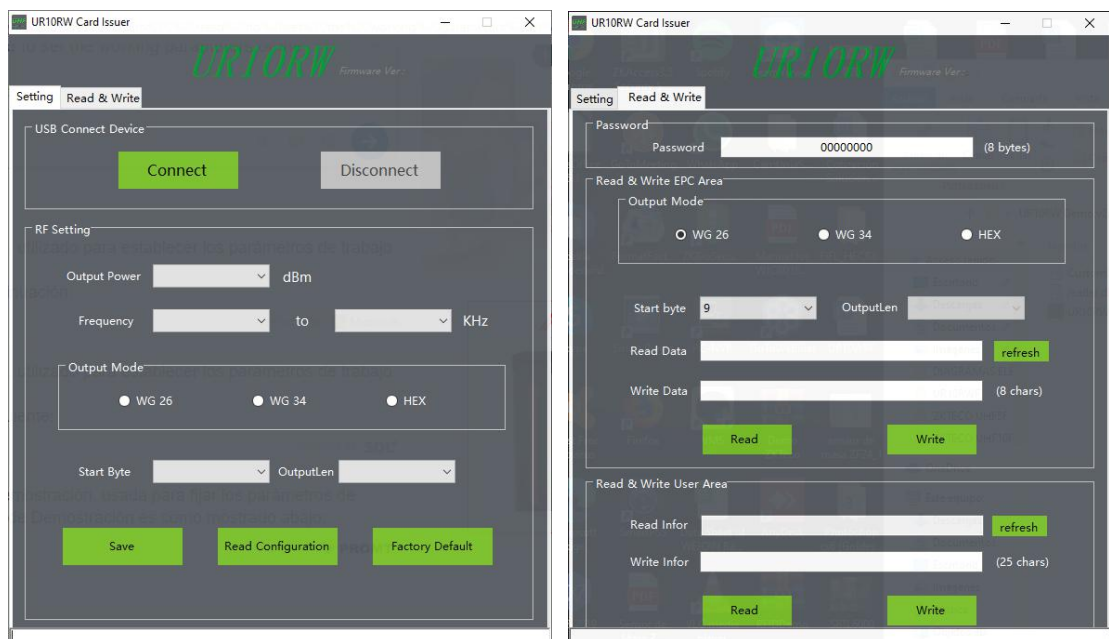 UR10RW Card Issuer
UR10RW Firmware Ver:
Setting Read & Write
USB Connect Device
Connect Disconnect
RF Setting
Output Power dBm
Frequency to KHz
Output Mode
WG 26 WG 34 HEX
Start Byte OutputLen
Save Read Configuration Factory Default
UR10RW Card Issuer
UR10RW Firmware Ver:
Setting Read & Write
Password
Password 00000000 (8 bytes)
Read & Write EPC Area
Output Mode
WG 26 WG 34 HEX
Start byte 9 OutputLen
Read Data refresh
Write Data (8 chars)
Read Write
Read & Write User Area
Read Infor refresh
Write Infor (25 chars)
Read Write